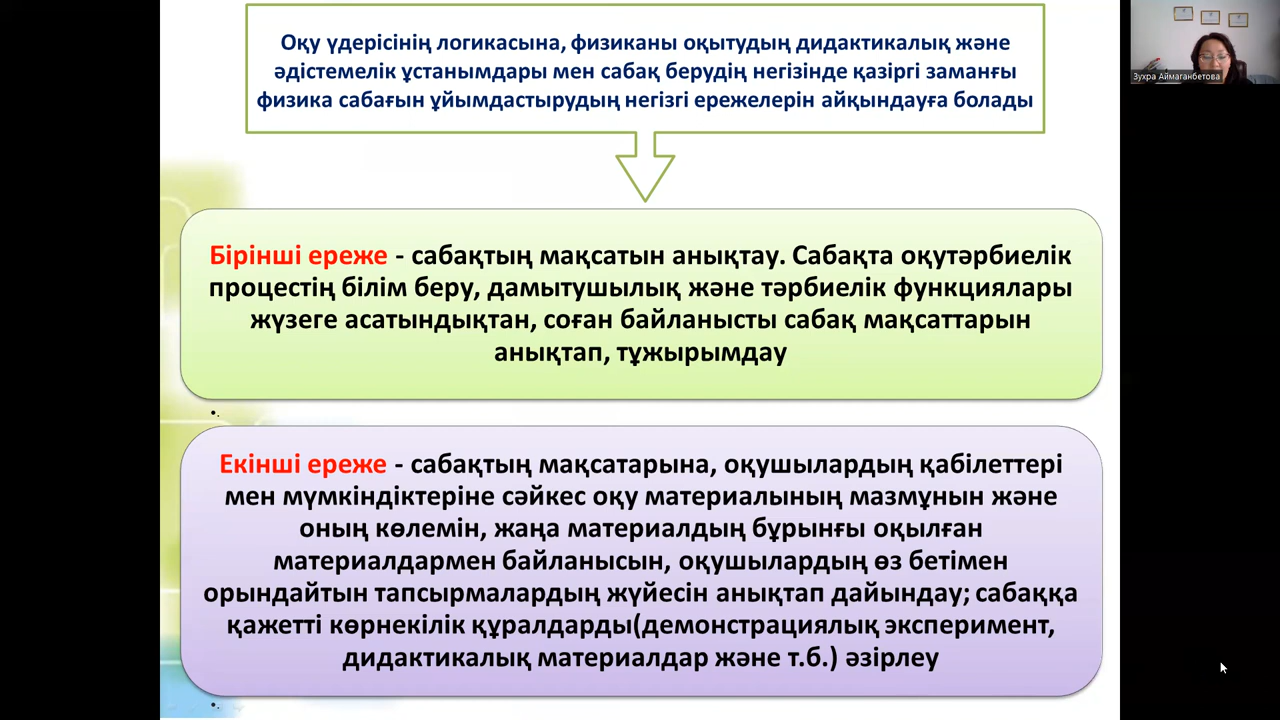 Оқу үдерісінің логикасына, физиканы оқытудың дидактикалық және
әдістемелік ұстанымдары мен сабақ берудің негізінде қазіргі заманғы
физика сабағын ұйымдастырудың негізгі ережелерін айқындауға болады
Зухра Аймаганбетова
Бірінші ереже - сабақтың мақсатын анықтау. Сабақта оқутәрбиелік
процестің білім беру, дамытушылық және тәрбиелік функциялары
жүзеге асатындықтан, соған байланысты сабақ мақсаттарын
анықтап, тұжырымдау
Екінші ереже - сабақтың мақсатарына, оқушылардың қабілеттері
мен мүмкіндіктеріне сәйкес оқу материалының мазмұнын және
оның көлемін, жаңа материалдың бұрынғы оқылған
материалдармен байланысын, оқушылардың өз бетімен
орындайтын тапсырмалардың жүйесін анықтап дайындау; сабаққа
қажетті көрнекілік құралдарды(демонстрациялық эксперимент,
дидактикалық материалдар және т.б.) әзірлеу